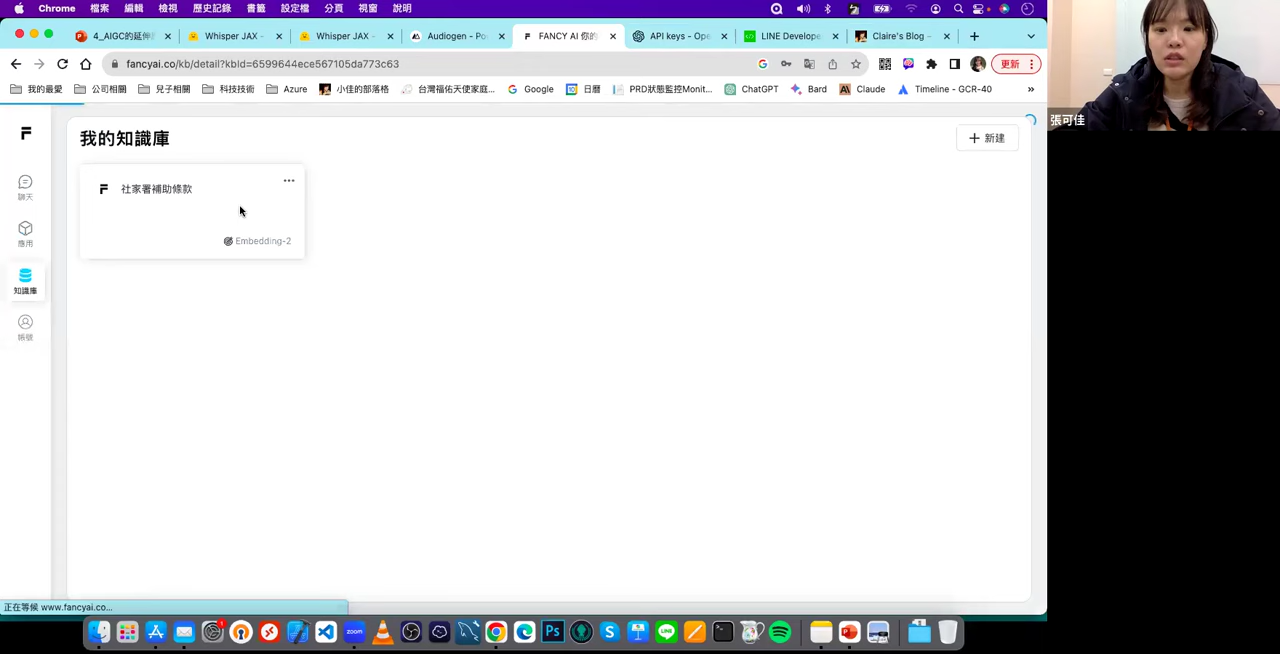 Chrome 檔案 編輯 檢視 歷史記錄 書籤 設定檔 分頁 視窗 說明
4_AIGC的延伸
Whisper JAX -
Whisper JAX -
Audiogen - Po
FANCY AI 你的
API keys - Ope
LINE Develope
Claire's Blog –
fancyai.co/kb/detail?kbId=6599644ece567105da773c63
更新
我的最愛 公司相關 兒子相關 科技技術 Azure 小佳的部落格 台灣福佑天使家庭... Google 日曆 PRD狀態監控Monit... ChatGPT Bard Claude Timeline - GCR-40 »
張可佳
我的知識庫
+ 新建
社家署補助條款
Embedding-2
聊天
應用
知識庫
帳號
正在等候 www.fancyai.co...
zoom
Ps
LINE